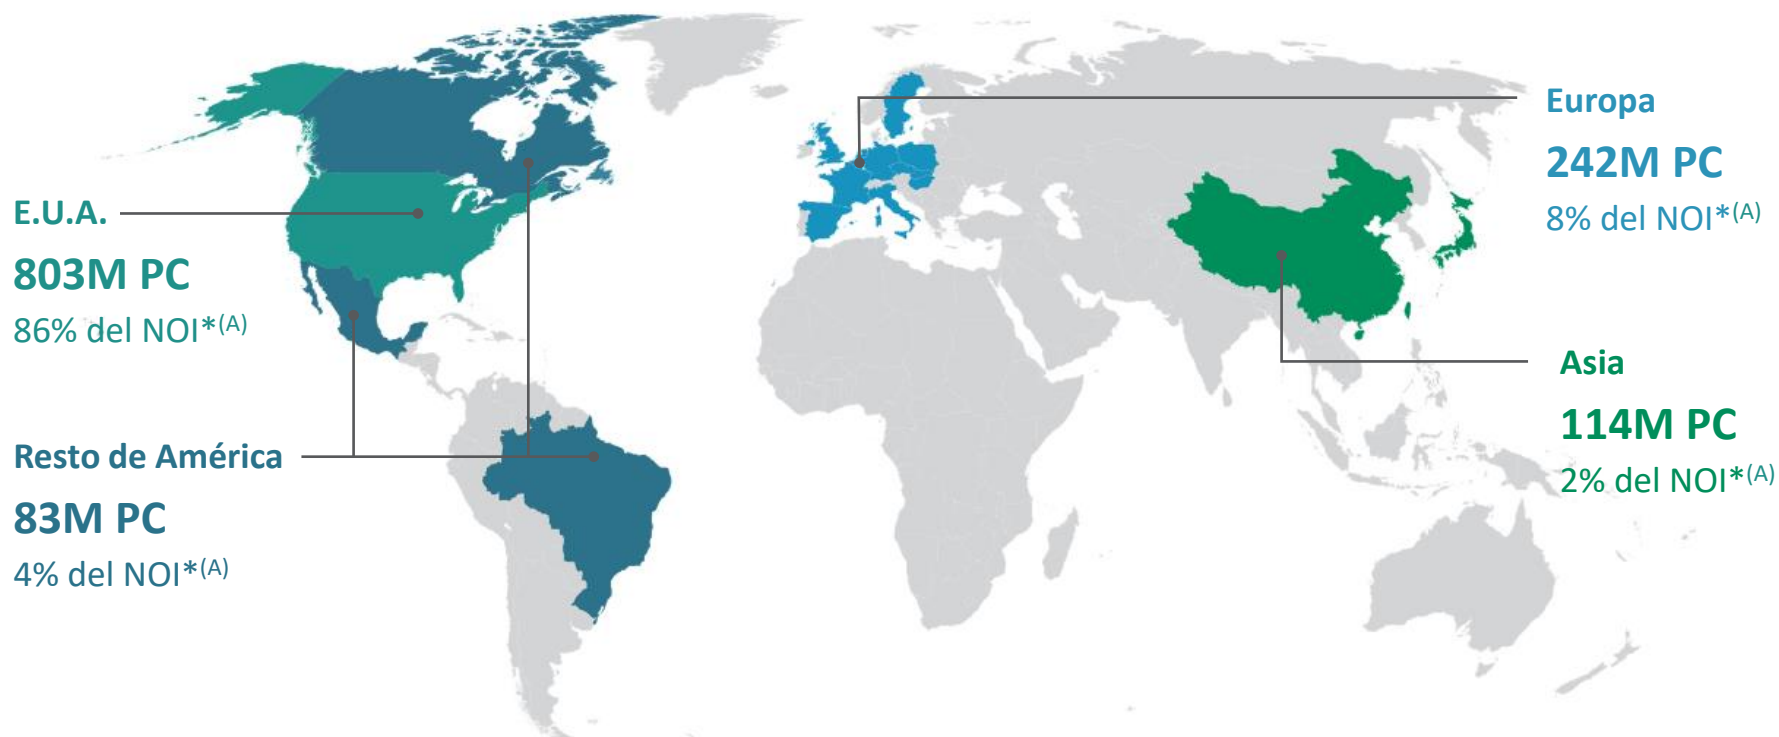 E.U.A.
803M PC
86% del NOI*(A)
Resto de América
83M PC
4% del NOI*(A)
Europa
242M PC
8% del NOI*(A)
Asia
114M PC
2% del NOI*(A)